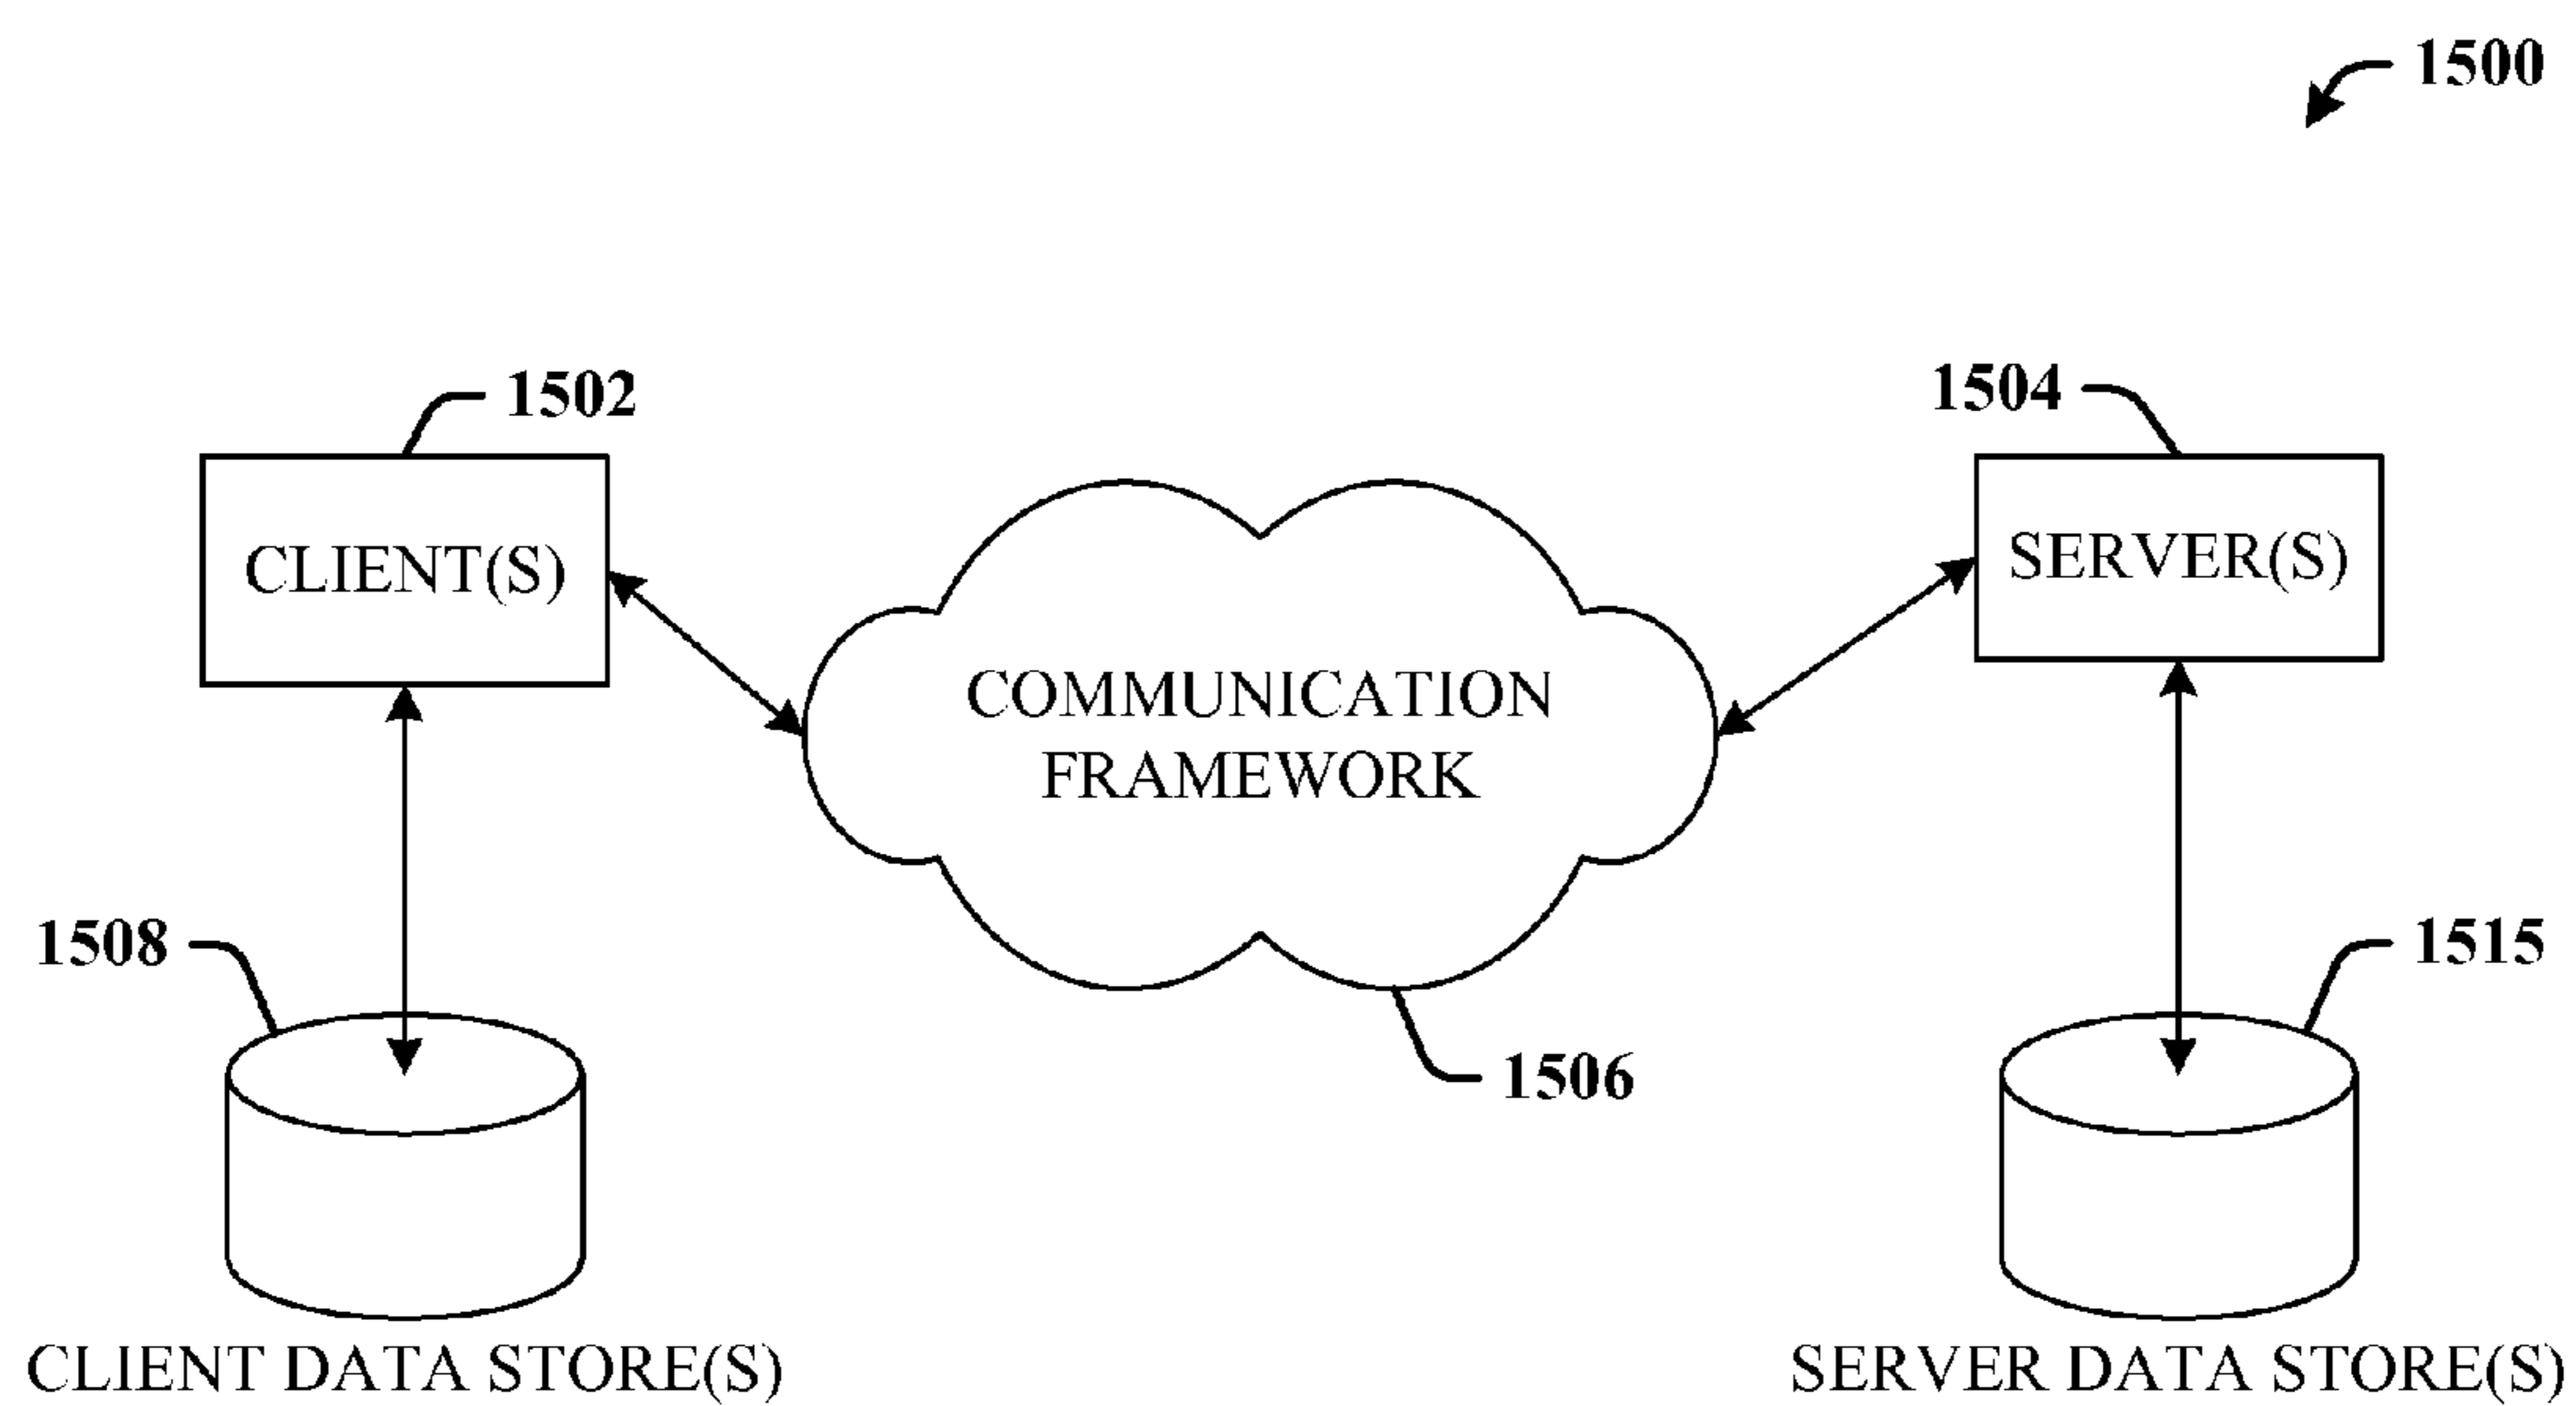 1500
1502
1504
CLIENT(S)
SERVER(S)
COMMUNICATION
FRAMEWORK
1508
1515
1506
CLIENT DATA STORE(S)
SERVER DATA STORE(S)